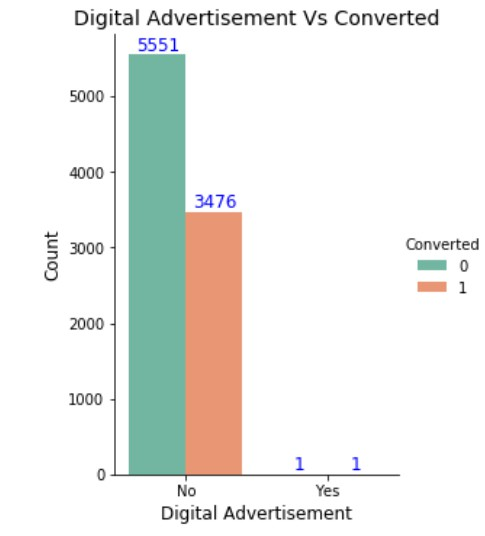 Digital Advertisement Vs Converted
5551
3476
1 1
5000
4000
3000
2000
1000
0
Count
No Yes
Digital Advertisement
Converted
0
1